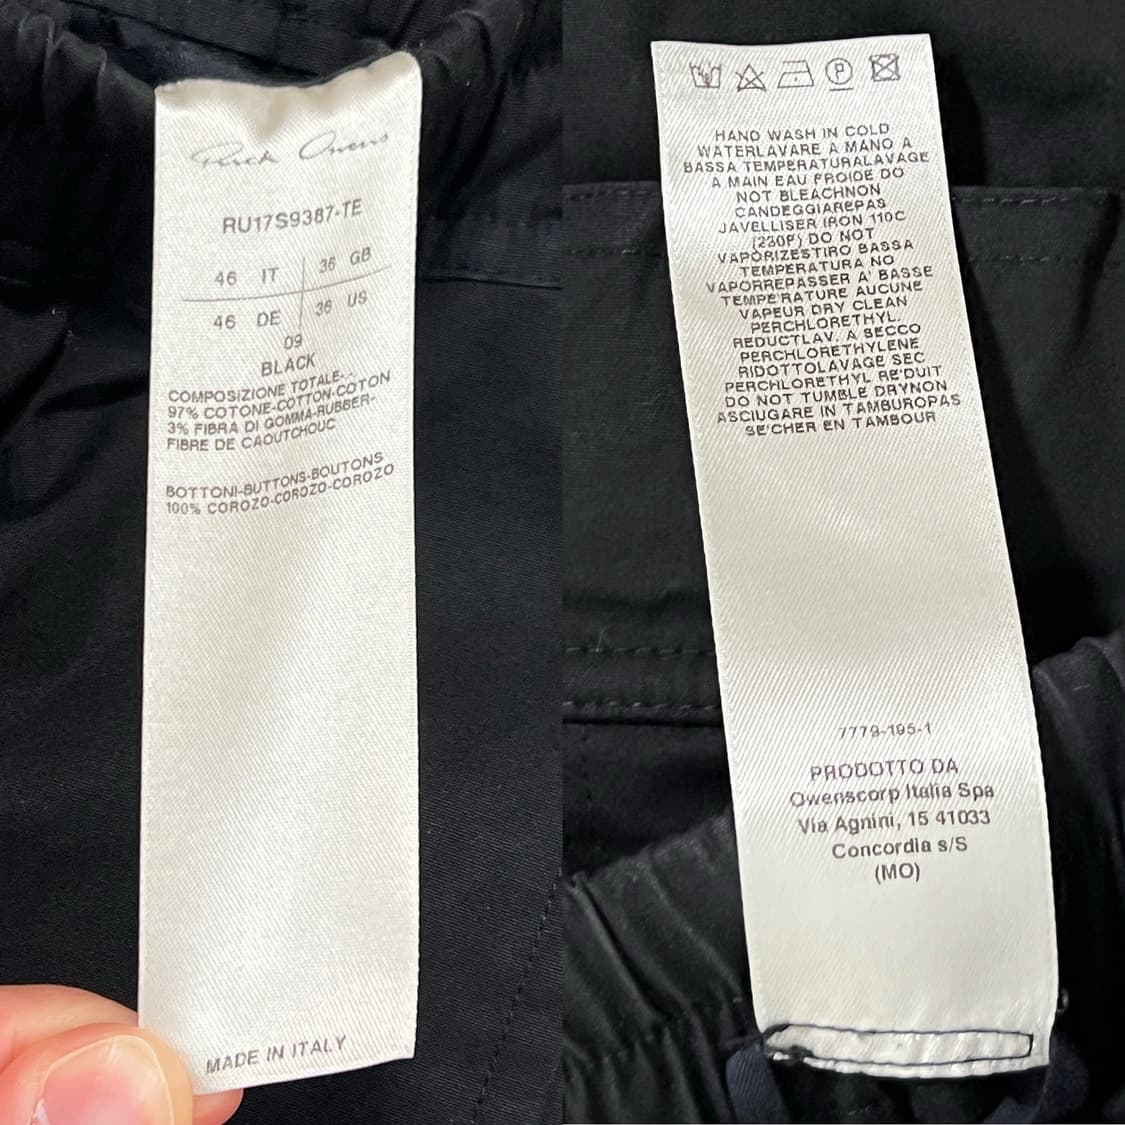 Rick Owens
RU17S9387-TE
46 IT 36 GB
46 DE 36 US
09
BLACK
COMPOSIZIONE TOTALE--
97% COTONE-COTTON-COTON
3% FIBRA DI GOMMA-RUBBER-
FIBRE DE CAOUTCHOUC
BOTTONI-BUTTONS-BOUTONS
100% COROZO-COROZO-COROZO
MADE IN ITALY
P
HAND WASH IN COLD
WATERLAVARE A MANO A
BASSA TEMPERATURALAVAGE
A MAIN EAU FROIDE DO
NOT BLEACHNON
CANDEGGIAREPAS
JAVELLISER IRON 110C
(230F) DO NOT
VAPORIZESTIRO BASSA
TEMPERATURA NO
VAPORREPASSER A' BASSE
TEMPE'RATURE AUCUNE
VAPEUR DRY CLEAN
PERCHLORETHYL.
REDUCTLAV. A SECCO
PERCHLORETHYLENE
RIDOTTOLAVAGE SEC
PERCHLORETHYL RE'DUIT
DO NOT TUMBLE DRYNON
ASCIUGARE IN TAMBUROPAS
SE'CHER EN TAMBOUR
7779-195-1
PRODOTTO DA
Owenscorp Italia Spa
Via Agnini, 15 41033
Concordia s/S
(MO)